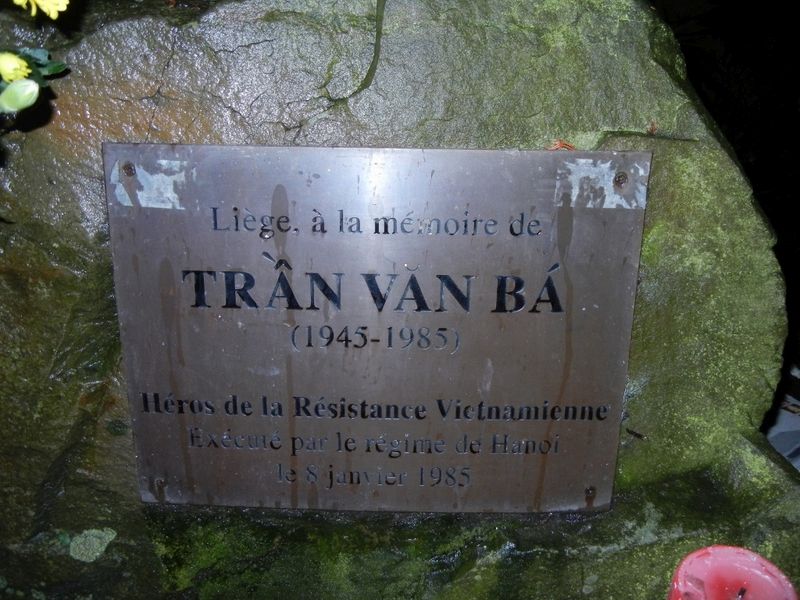 Liège, à la mémoire de
TRẦN VĂN BÁ
(1945-1985)
Héros de la Résistance Vietnamienne
Exécuté par le régime de Hanoi
le 8 janvier 1985